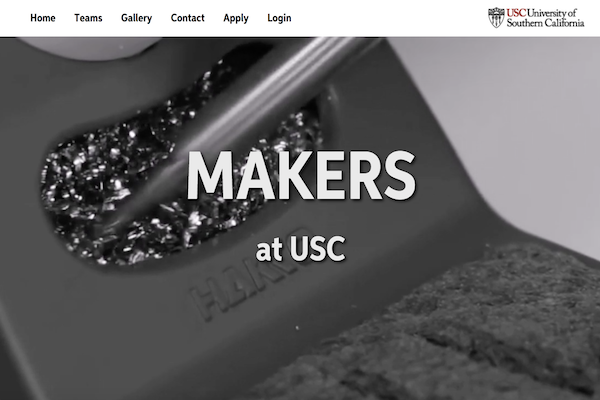 Home Teams Gallery Contact Apply Login
USC University of
Southern California
MAKERS
at USC
HAKKO